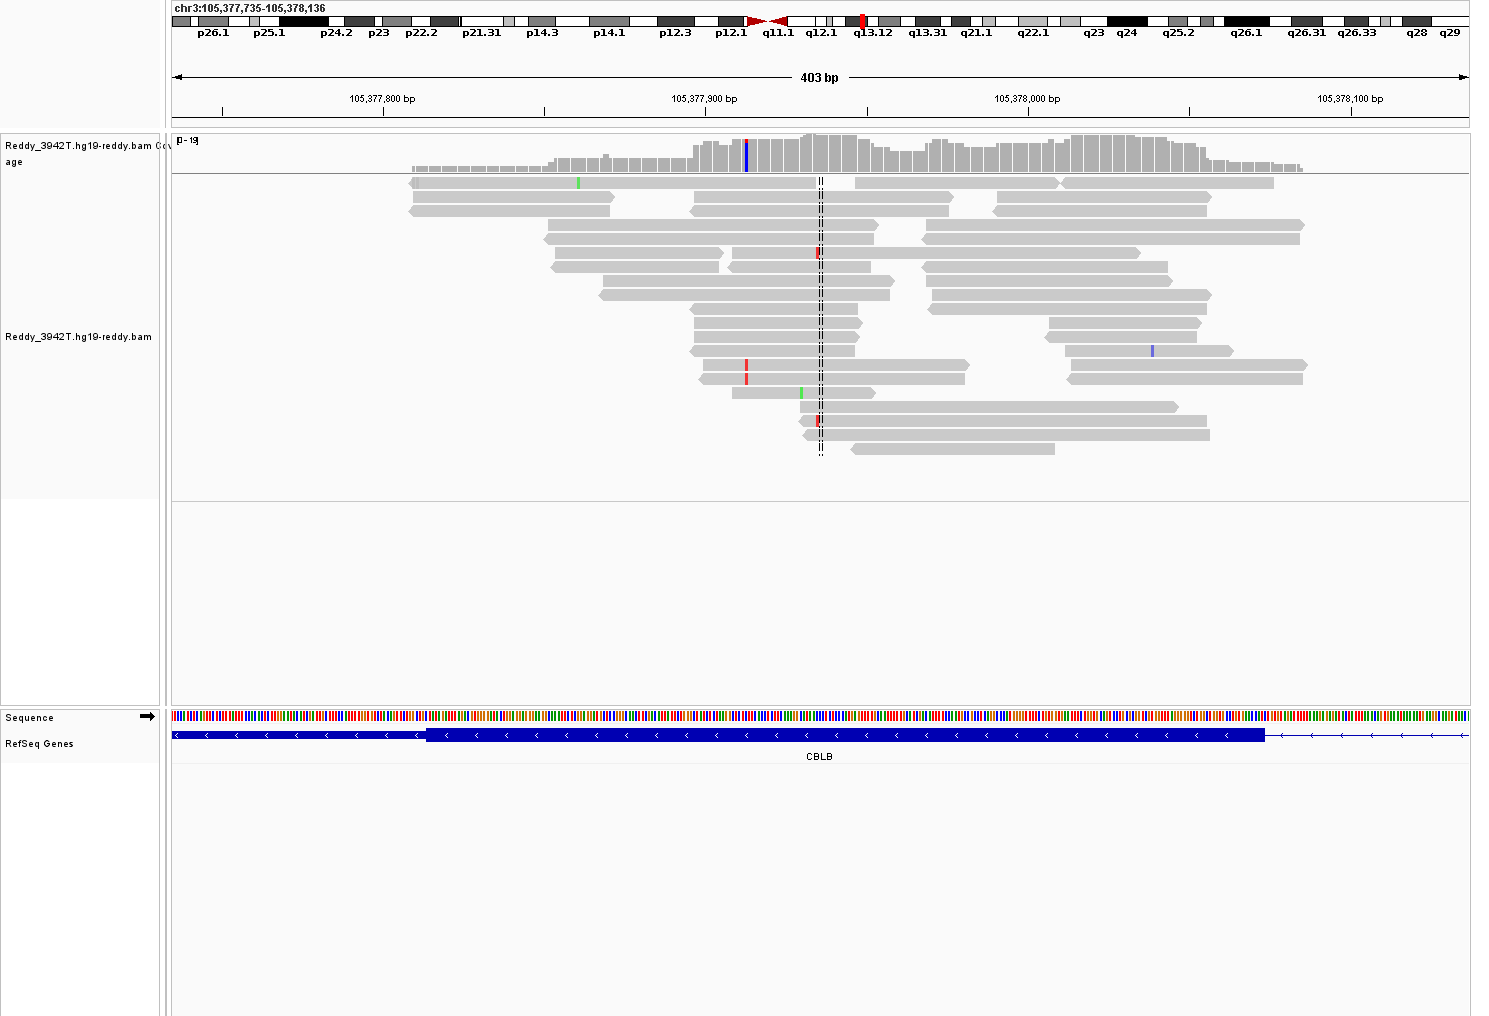 chr3:105,377,735-105,378,136
p26.1 p25.1 p24.2 p23 p22.2 p21.31 p14.3 p14.1 p12.3 p12.1 q11.1 q12.1 q13.12 q13.31 q21.1 q22.1 q23 q24 q25.2 q26.1 q26.31 q26.33 q28 q29
403 bp
105,377,800 bp 105,377,900 bp 105,378,000 bp 105,378,100 bp
Reddy_3942T.hg19-reddy.bam Cov
age
[0 - 19]
Reddy_3942T.hg19-reddy.bam
Sequence
RefSeq Genes
CBLB